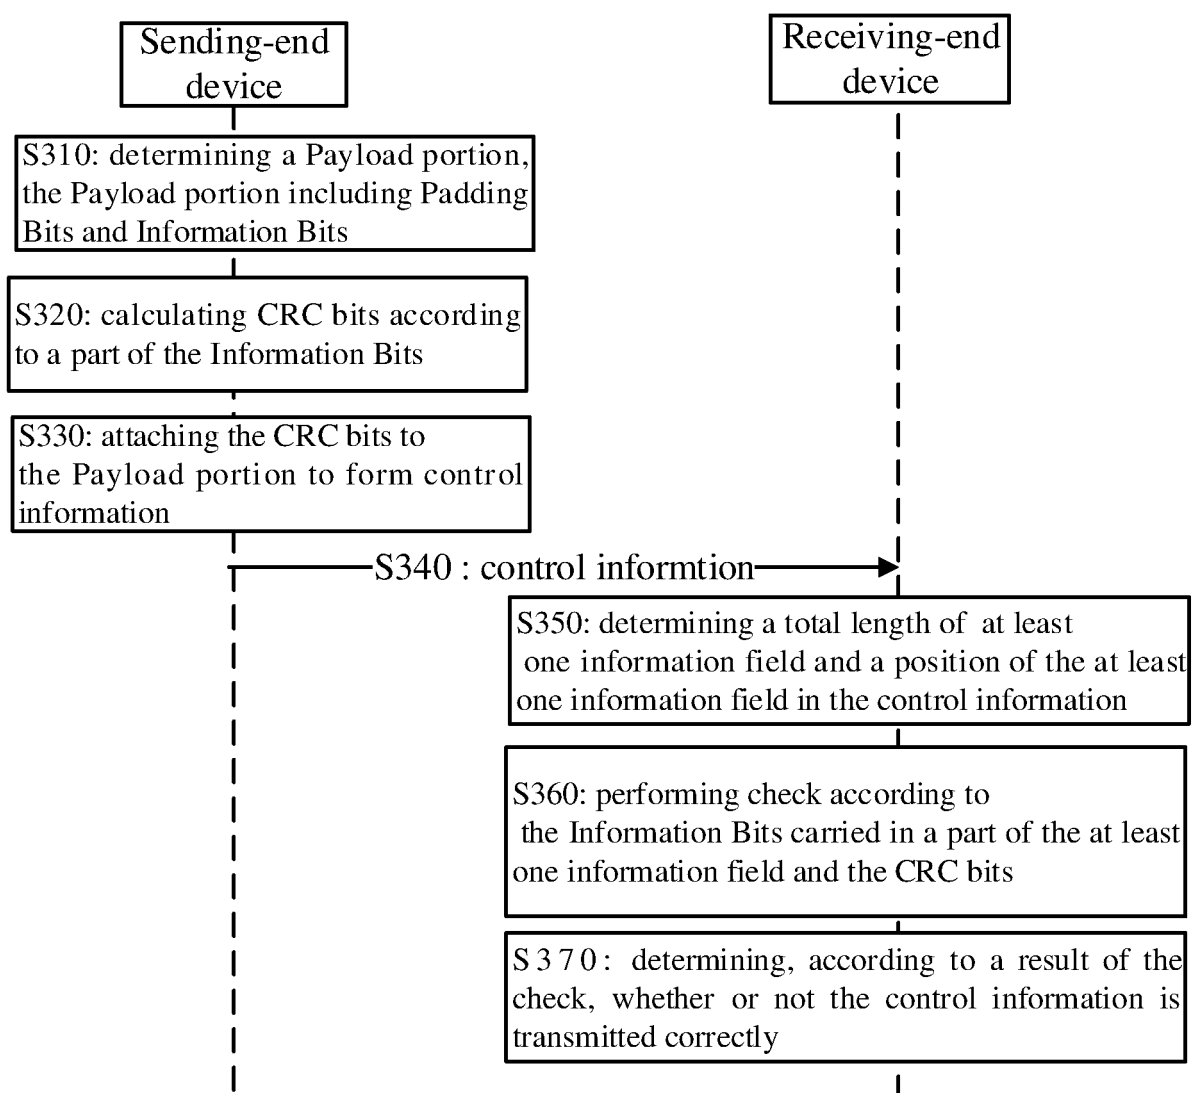 Sending-end
device
Receiving-end
device
S310: determining a Payload portion,
the Payload portion including Padding
Bits and Information Bits
S320: calculating CRC bits according
to a part of the Information Bits
S330: attaching the CRC bits to
the Payload portion to form control
information
S340 : control informtion
S350: determining a total length of at least
one information field and a position of the at least
one information field in the control information
S360: performing check according to
the Information Bits carried in a part of the at least
one information field and the CRC bits
S370: determining, according to a result of the
check, whether or not the control information is
transmitted correctly